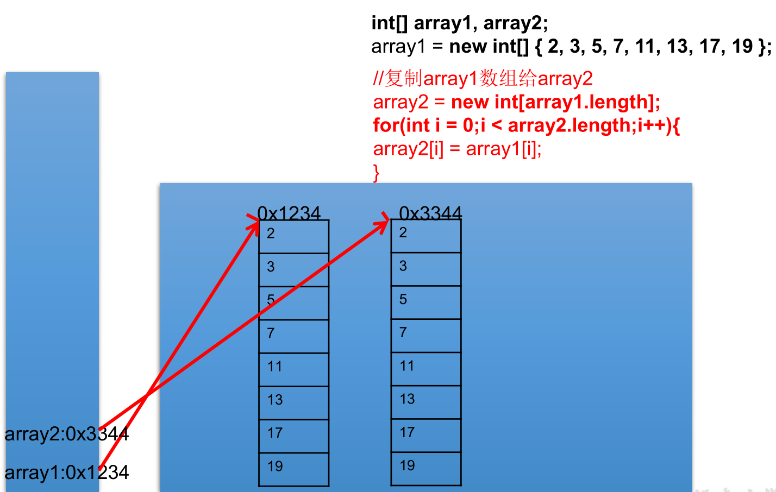 int[] array1, array2;
array1 = new int[] { 2, 3, 5, 7, 11, 13, 17, 19 };
//复制array1数组给array2
array2 = new int[array1.length];
for(int i = 0;i < array2.length;i++){
array2[i] = array1[i];
}
0x1234
0x3344
2
2
3
3
5
5
7
7
11
11
13
13
17
17
19
19
array2:0x3344
array1:0x1234